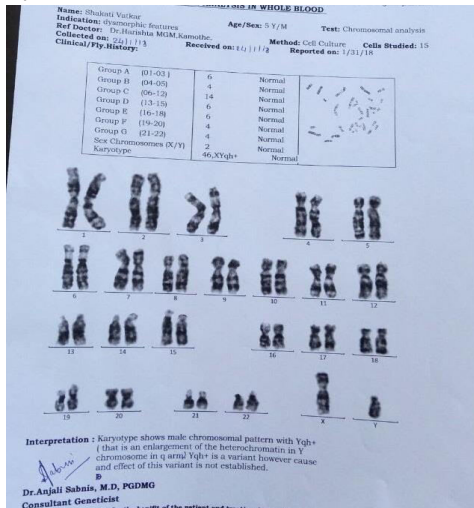 IN WHOLE BLOOD
Name: Shakati Vatkar
Indication: dysmorphic features
Age/Sex: 5 Y/M
Test: Chromosomal analysis
Ref Doctor: Dr.Harishia MGM,Kamothe.
Method: Cell Culture
Cells Studied: 15
Collected on:
Received on:
Reported on: 1/31/18
Clinical/Fly.History:
Group A (01-03) 6 Normal
Group B (04-05) 4 Normal
Group C (06-12) 14 Normal
Group D (13-15) 6 Normal
Group E (16-18) 6 Normal
Group F (19-20) 4 Normal
Group G (21-22) 4 Normal
Sex Chromosomes (X/Y) 2 Normal
Karyotype 46,XYqh+ Normal
1 2 3 4 5
6 7 8 9 10 11 12
13 14 15 16 17 18
19 20 21 22 X Y
Interpretation : Karyotype shows male chromosomal pattern with Yqh+
( that is an enlargement of the heterochromatin in Y
chromosome in q arm) Yqh+ is a variant however cause
and effect of this variant is not established.
Dr.Anjali Sabnis, M.D, PGDMG
Consultant Geneticist
of the patient and